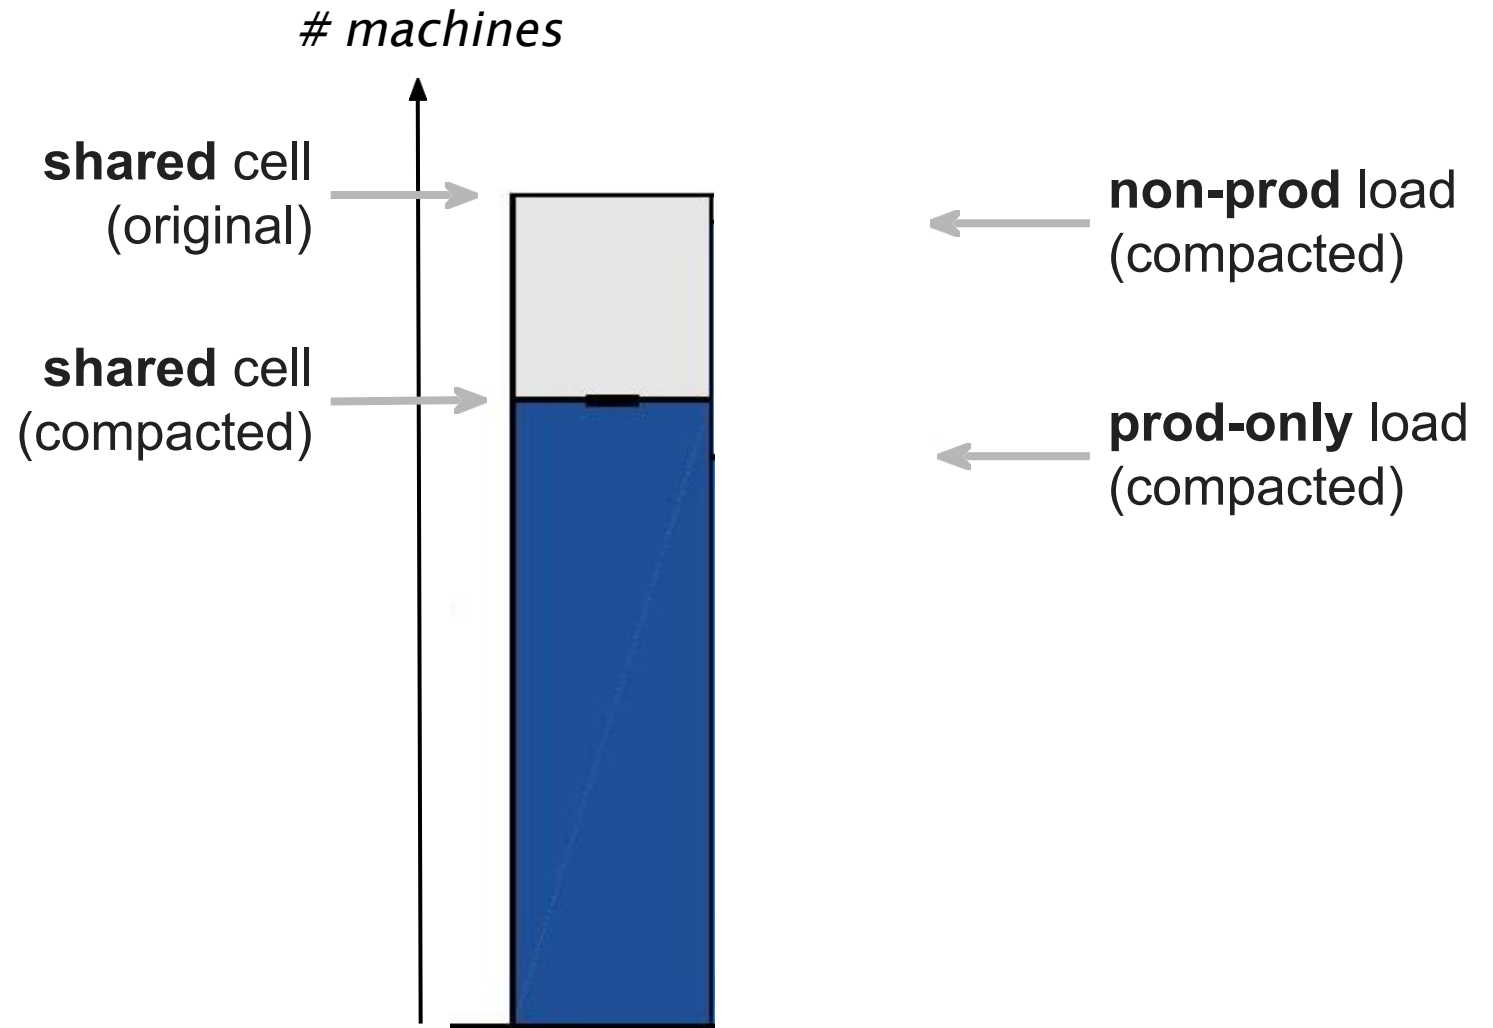 # machines
shared cell
(original)
shared cell
(compacted)
non-prod load
(compacted)
prod-only load
(compacted)